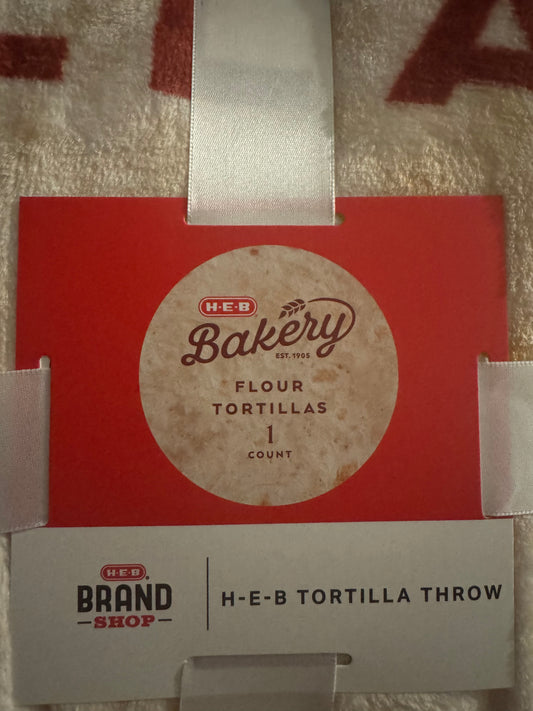 H-E-B
Bakery
EST. 1905
FLOUR
TORTILLAS
1
COUNT
H-E-B
BRAND
SHOP
H-E-B TORTILLA THROW